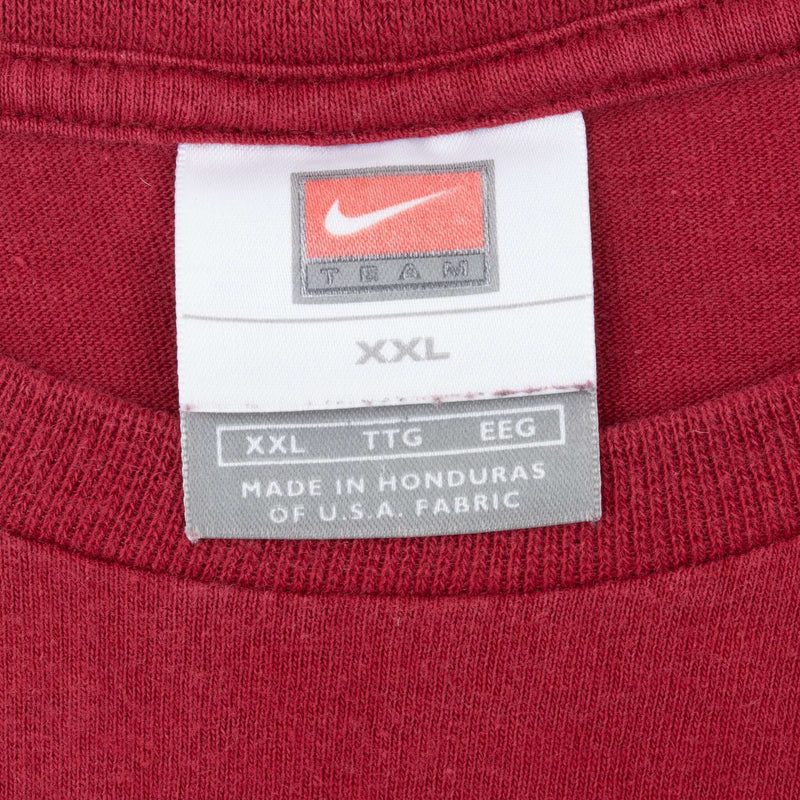 TEAM
XXL
XXL TTG EEG
MADE IN HONDURAS
OF U.S.A. FABRIC